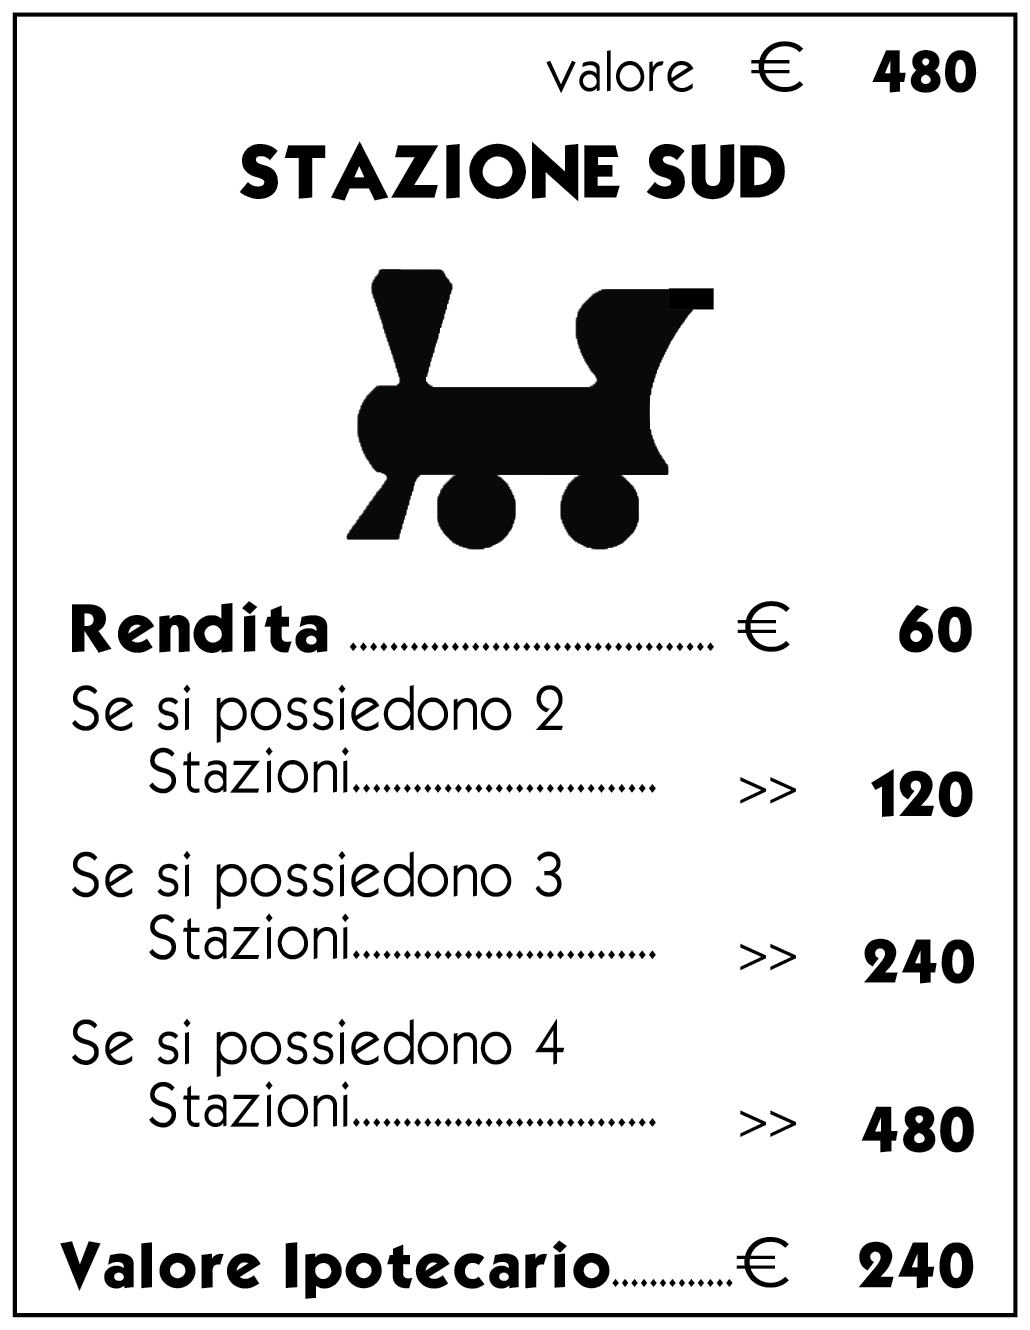 valore € 480
STAZIONE SUD
Rendita .................................... € 60
Se si possiedono 2
Stazioni.............................. >> 120
Se si possiedono 3
Stazioni.............................. >> 240
Se si possiedono 4
Stazioni.............................. >> 480
Valore Ipotecario............€ 240